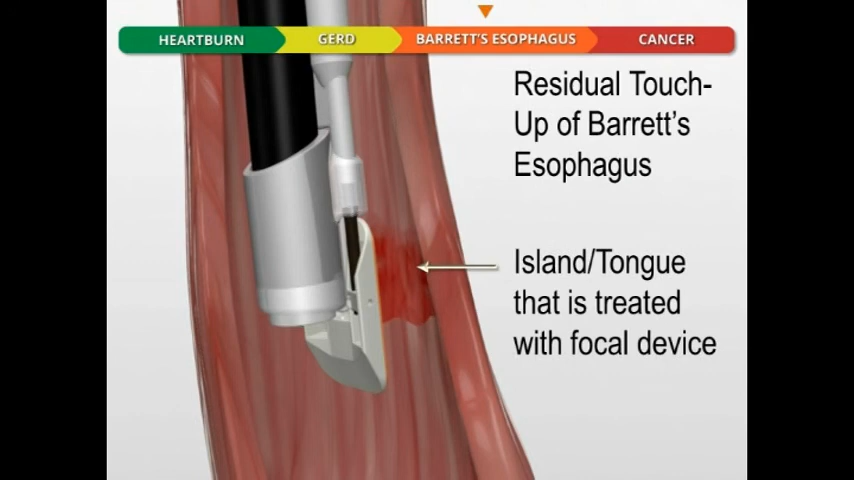 HEARTBURN GERD BARRETT'S ESOPHAGUS CANCER
Residual Touch-
Up of Barrett's
Esophagus
Island/Tongue
that is treated
with focal device